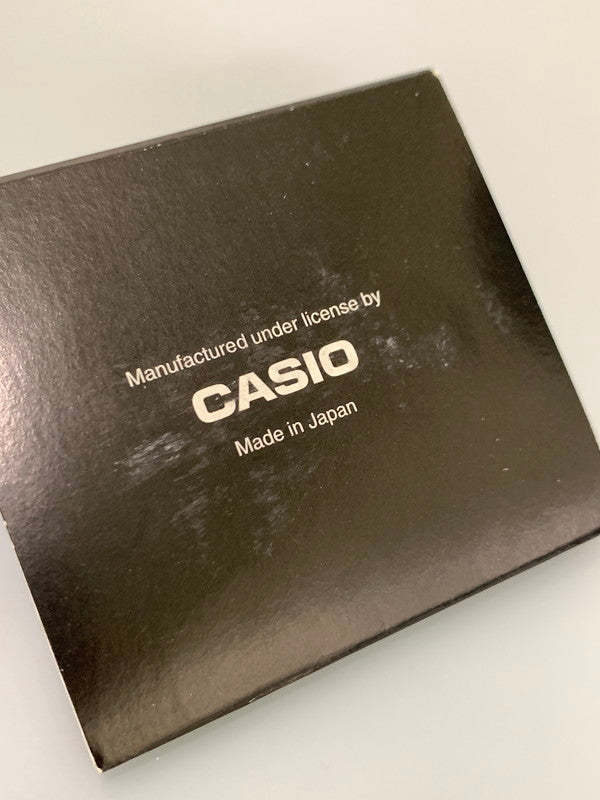 Manufactured under license by
CASIO
Made in Japan